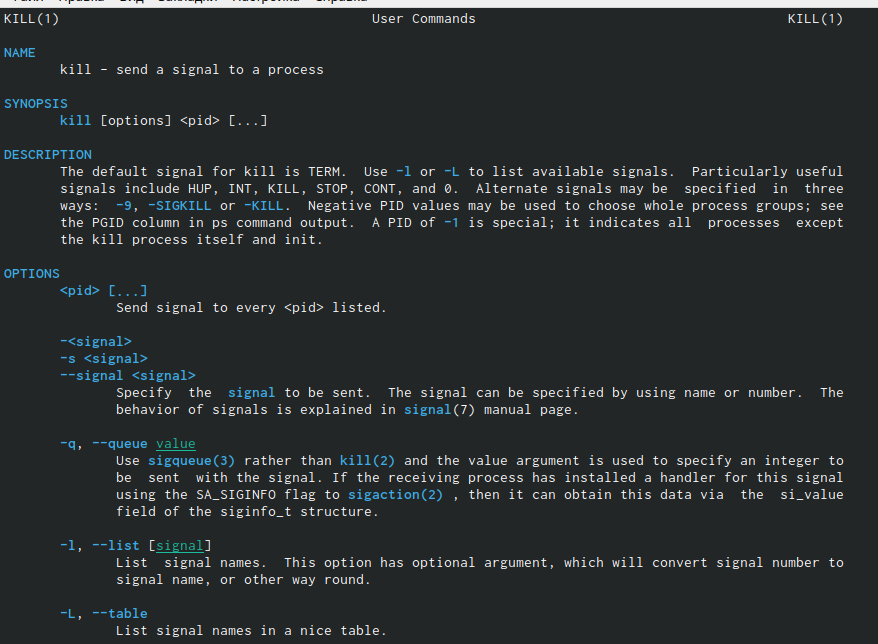 Файл Правка Вид Закладки Настройка Справка
KILL(1) User Commands KILL(1)
NAME
kill - send a signal to a process
SYNOPSIS
kill [options] <pid> [...]
DESCRIPTION
The default signal for kill is TERM. Use -l or -L to list available signals. Particularly useful
signals include HUP, INT, KILL, STOP, CONT, and 0. Alternate signals may be specified in three
ways: -9, -SIGKILL or -KILL. Negative PID values may be used to choose whole process groups; see
the PGID column in ps command output. A PID of -1 is special; it indicates all processes except
the kill process itself and init.
OPTIONS
<pid> [...]
Send signal to every <pid> listed.
-<signal>
-s <signal>
--signal <signal>
Specify the signal to be sent. The signal can be specified by using name or number. The
behavior of signals is explained in signal(7) manual page.
-q, --queue value
Use sigqueue(3) rather than kill(2) and the value argument is used to specify an integer to
be sent with the signal. If the receiving process has installed a handler for this signal
using the SA_SIGINFO flag to sigaction(2) , then it can obtain this data via the si_value
field of the siginfo_t structure.
-l, --list [signal]
List signal names. This option has optional argument, which will convert signal number to
signal name, or other way round.
-L, --table
List signal names in a nice table.